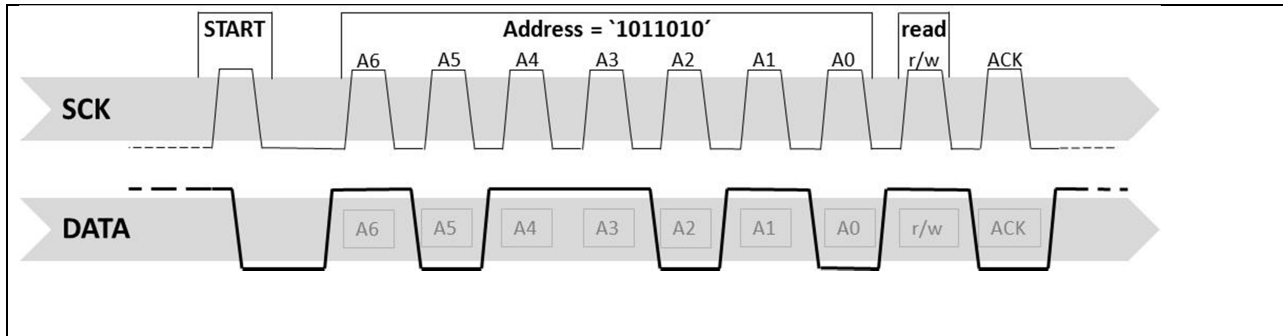 START Address = `1011010´ read
A6 A5 A4 A3 A2 A1 A0 r/w ACK
SCK
DATA A6 A5 A4 A3 A2 A1 A0 r/w ACK